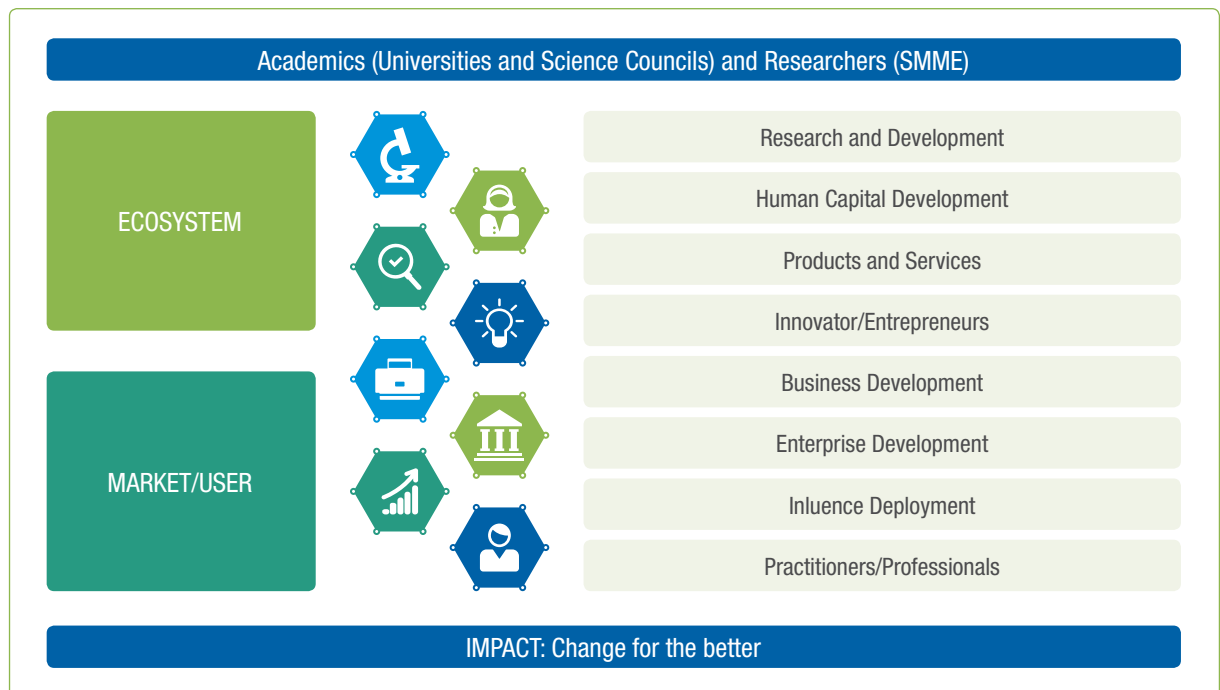 Academics (Universities and Science Councils) and Researchers (SMME)
ECOSYSTEM
MARKET/USER
Research and Development
Human Capital Development
Products and Services
Innovator/Entrepreneurs
Business Development
Enterprise Development
Inluence Deployment
Practitioners/Professionals
IMPACT: Change for the better